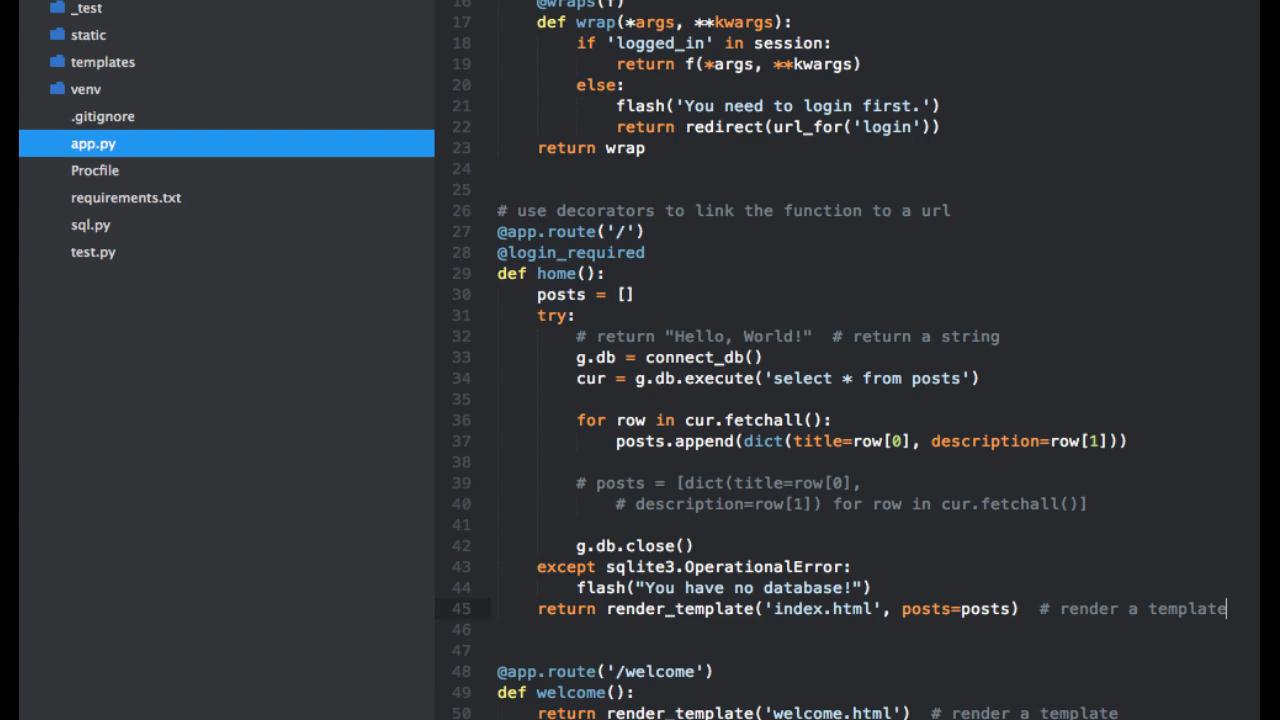 _test
static
templates
venv
.gitignore
app.py
Procfile
requirements.txt
sql.py
test.py
16 @wraps(f)
17 def wrap(*args, **kwargs):
18 if 'logged_in' in session:
19 return f(*args, **kwargs)
20 else:
21 flash('You need to login first.')
22 return redirect(url_for('login'))
23 return wrap
24
25
26 # use decorators to link the function to a url
27 @app.route('/')
28 @login_required
29 def home():
30 posts = []
31 try:
32 # return "Hello, World!"  # return a string
33 g.db = connect_db()
34 cur = g.db.execute('select * from posts')
35
36 for row in cur.fetchall():
37 posts.append(dict(title=row[0], description=row[1]))
38
39 # posts = [dict(title=row[0],
40 # description=row[1]) for row in cur.fetchall()]
41
42 g.db.close()
43 except sqlite3.OperationalError:
44 flash("You have no database!")
45 return render_template('index.html', posts=posts)  # render a template
46
47
48 @app.route('/welcome')
49 def welcome():
50 return render_template('welcome.html')  # render a template